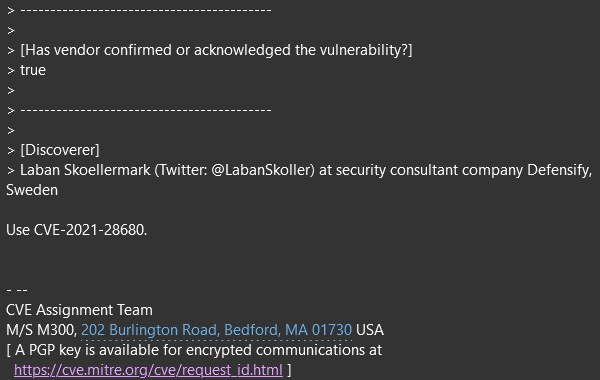 > -------------------------------------------
>
> [Has vendor confirmed or acknowledged the vulnerability?]
> true
>
> -------------------------------------------
>
> [Discoverer]
> Laban Skoellermark (Twitter: @LabanSkoller) at security consultant company Defensify,
Sweden
Use CVE-2021-28680.
- --
CVE Assignment Team
M/S M300, 202 Burlington Road, Bedford, MA 01730 USA
[ A PGP key is available for encrypted communications at
https://cve.mitre.org/cve/request_id.html ]